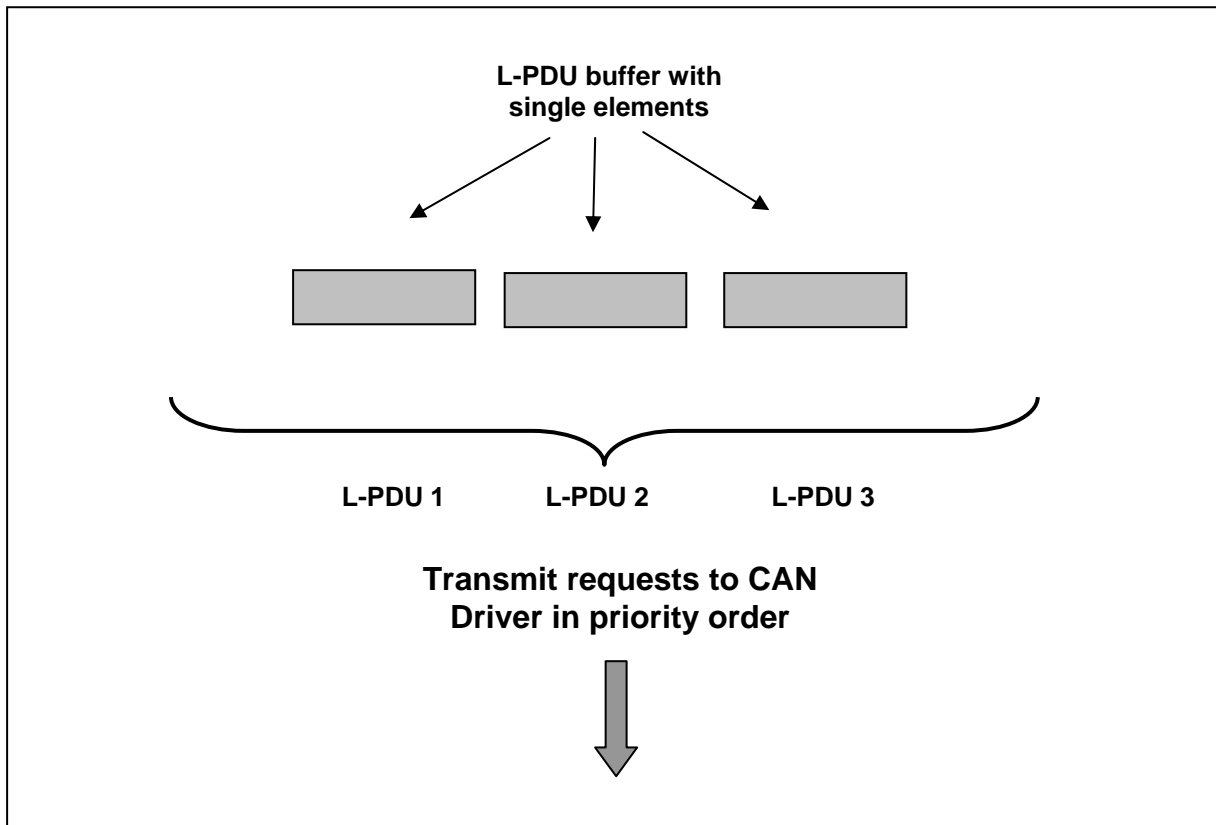 L-PDU buffer with
single elements
L-PDU 1 L-PDU 2 L-PDU 3
Transmit requests to CAN
Driver in priority order